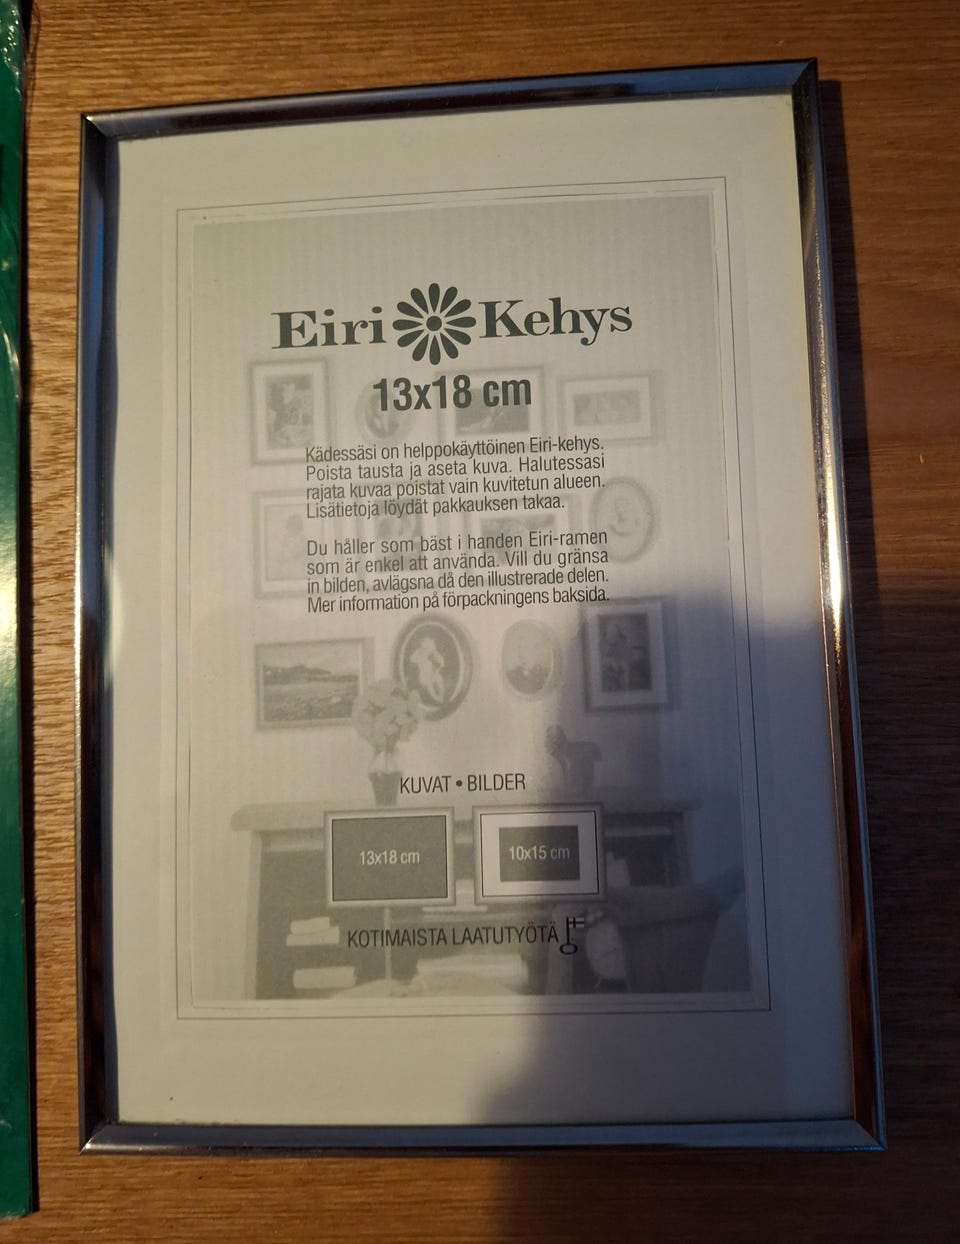 Eiri Kehys
13x18 cm
Kädessäsi on helppokäyttöinen Eiri-kehys.
Poista tausta ja aseta kuva. Halutessasi
rajata kuvaa poistat vain kuvitetun alueen.
Lisätietoja löydät pakkauksen takaa.
Du håller som bäst i handen Eiri-ramen
som är enkel att använda. Vill du gränsa
in bilden, avlägsna då den illustrerade delen.
Mer information på förpackningens baksida.
KUVAT • BILDER
13x18 cm
10x15 cm
KOTIMAISTA LAATUTYÖTÄ